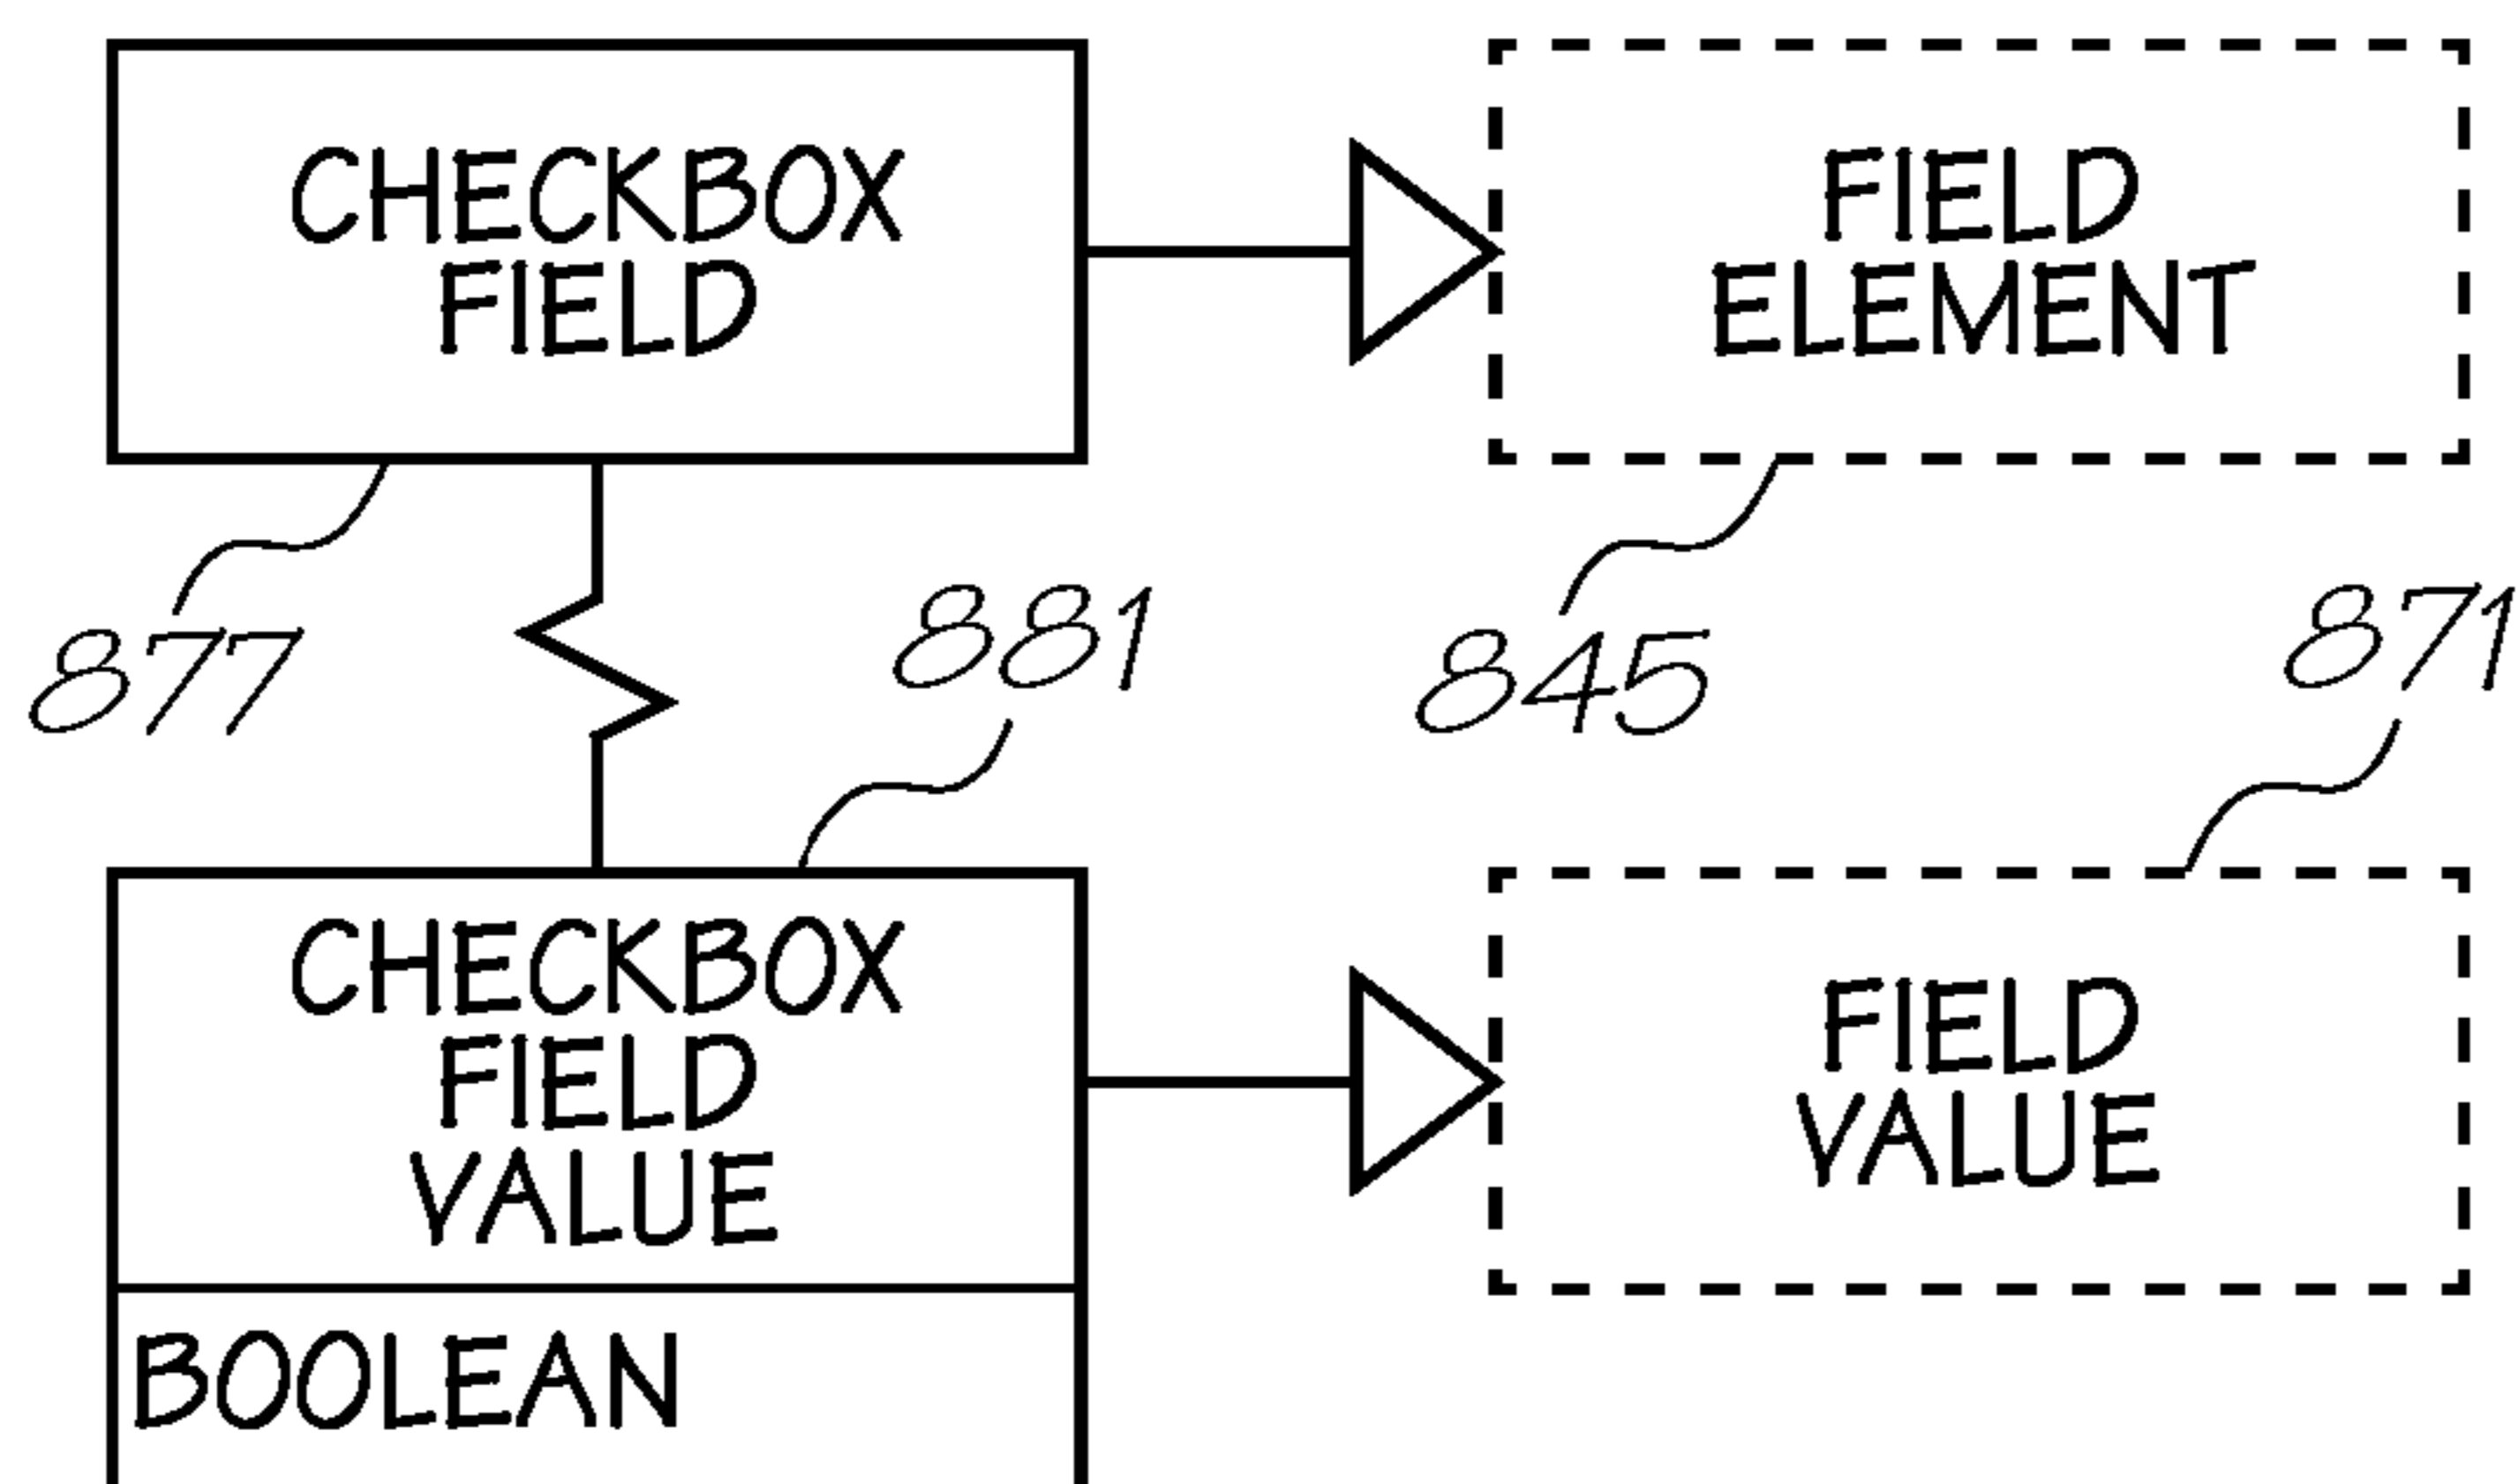 CHECKBOX
FIELD
FIELD
ELEMENT
877
881
845
871
CHECKBOX
FIELD
VALUE
FIELD
VALUE
BOOLEAN